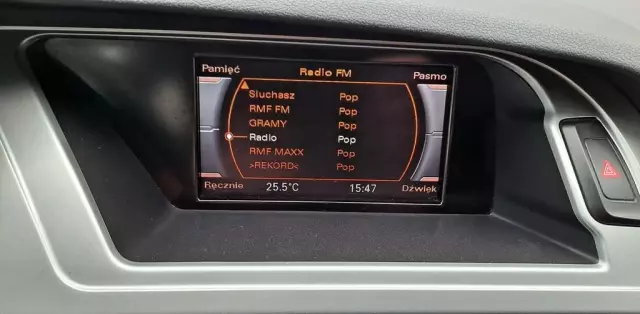 Pamięć Radio FM Pasmo
Słuchasz Pop
RMF FM Pop
GRAMY Pop
Radio Pop
RMF MAXX Pop
>REKORD< Pop
Ręcznie 25.5°C 15:47 Dźwięk